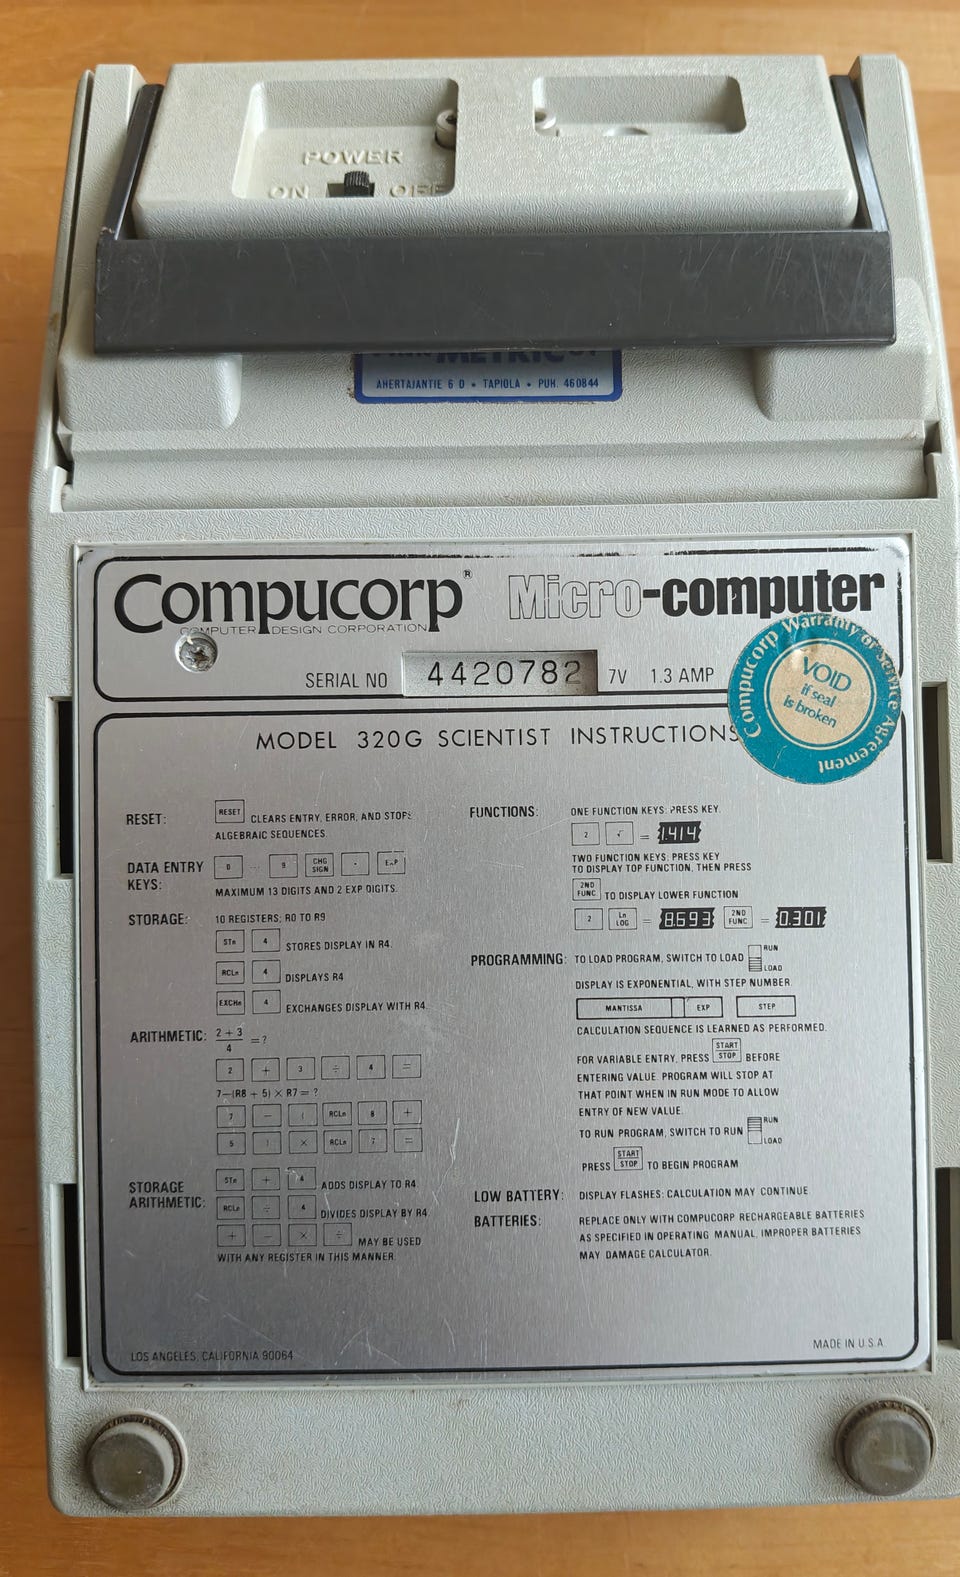 POWER
ON OFF
METRIC OY
AHERTAJANTIE 6 D • TAPIOLA • PUH. 460844
Compucorp® Micro-computer
COMPUTER DESIGN CORPORATION
SERIAL NO 4420782 7V 1.3 AMP
Compucorp Warranty or Service Agreement
VOID
if seal
is broken
MODEL 320G SCIENTIST INSTRUCTIONS
RESET: RESET CLEARS ENTRY, ERROR, AND STOPS
ALGEBRAIC SEQUENCES.
DATA ENTRY
KEYS:
0 ... 9 CHG SIGN · EXP
MAXIMUM 13 DIGITS AND 2 EXP DIGITS.
STORAGE: 10 REGISTERS; R0 TO R9
STn 4 STORES DISPLAY IN R4.
RCLn 4 DISPLAYS R4
EXCHn 4 EXCHANGES DISPLAY WITH R4.
ARITHMETIC: 2 + 3
4
= ?
2 + 3 ÷ 4 =
7–(R8 + 5) × R7 = ?
7 – ( RCLn 8 +
5 ) × RCLn 7 =
STORAGE
ARITHMETIC:
STn + 4 ADDS DISPLAY TO R4.
RCLn ÷ 4 DIVIDES DISPLAY BY R4.
+ – × ÷ MAY BE USED
WITH ANY REGISTER IN THIS MANNER.
FUNCTIONS: ONE FUNCTION KEYS: PRESS KEY.
2 √ = 1.414
TWO FUNCTION KEYS: PRESS KEY
TO DISPLAY TOP FUNCTION, THEN PRESS
2ND FUNC. TO DISPLAY LOWER FUNCTION
2 Ln LOG = 8.693 2ND FUNC = 0.301
PROGRAMMING: TO LOAD PROGRAM, SWITCH TO LOAD RUN LOAD
DISPLAY IS EXPONENTIAL, WITH STEP NUMBER.
MANTISSA EXP STEP
CALCULATION SEQUENCE IS LEARNED AS PERFORMED.
FOR VARIABLE ENTRY, PRESS START STOP BEFORE
ENTERING VALUE. PROGRAM WILL STOP AT
THAT POINT WHEN IN RUN MODE TO ALLOW
ENTRY OF NEW VALUE.
TO RUN PROGRAM, SWITCH TO RUN RUN LOAD
PRESS START STOP TO BEGIN PROGRAM
LOW BATTERY: DISPLAY FLASHES: CALCULATION MAY CONTINUE.
BATTERIES: REPLACE ONLY WITH COMPUCORP RECHARGEABLE BATTERIES
AS SPECIFIED IN OPERATING MANUAL, IMPROPER BATTERIES
MAY DAMAGE CALCULATOR.
LOS ANGELES, CALIFORNIA 90064
MADE IN U.S.A.